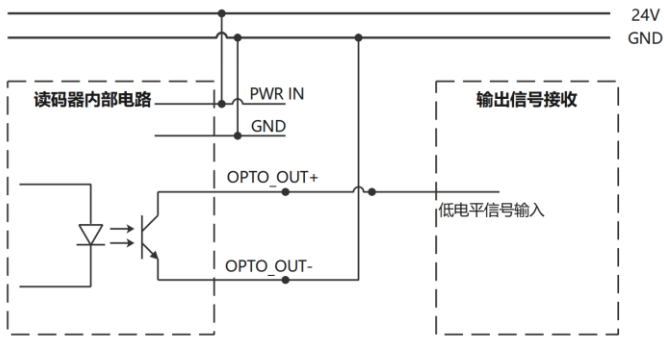 24V
GND
读码器内部电路
PWR IN
输出信号接收
GND
OPTO_OUT+
低电平信号输入
OPTO_OUT-